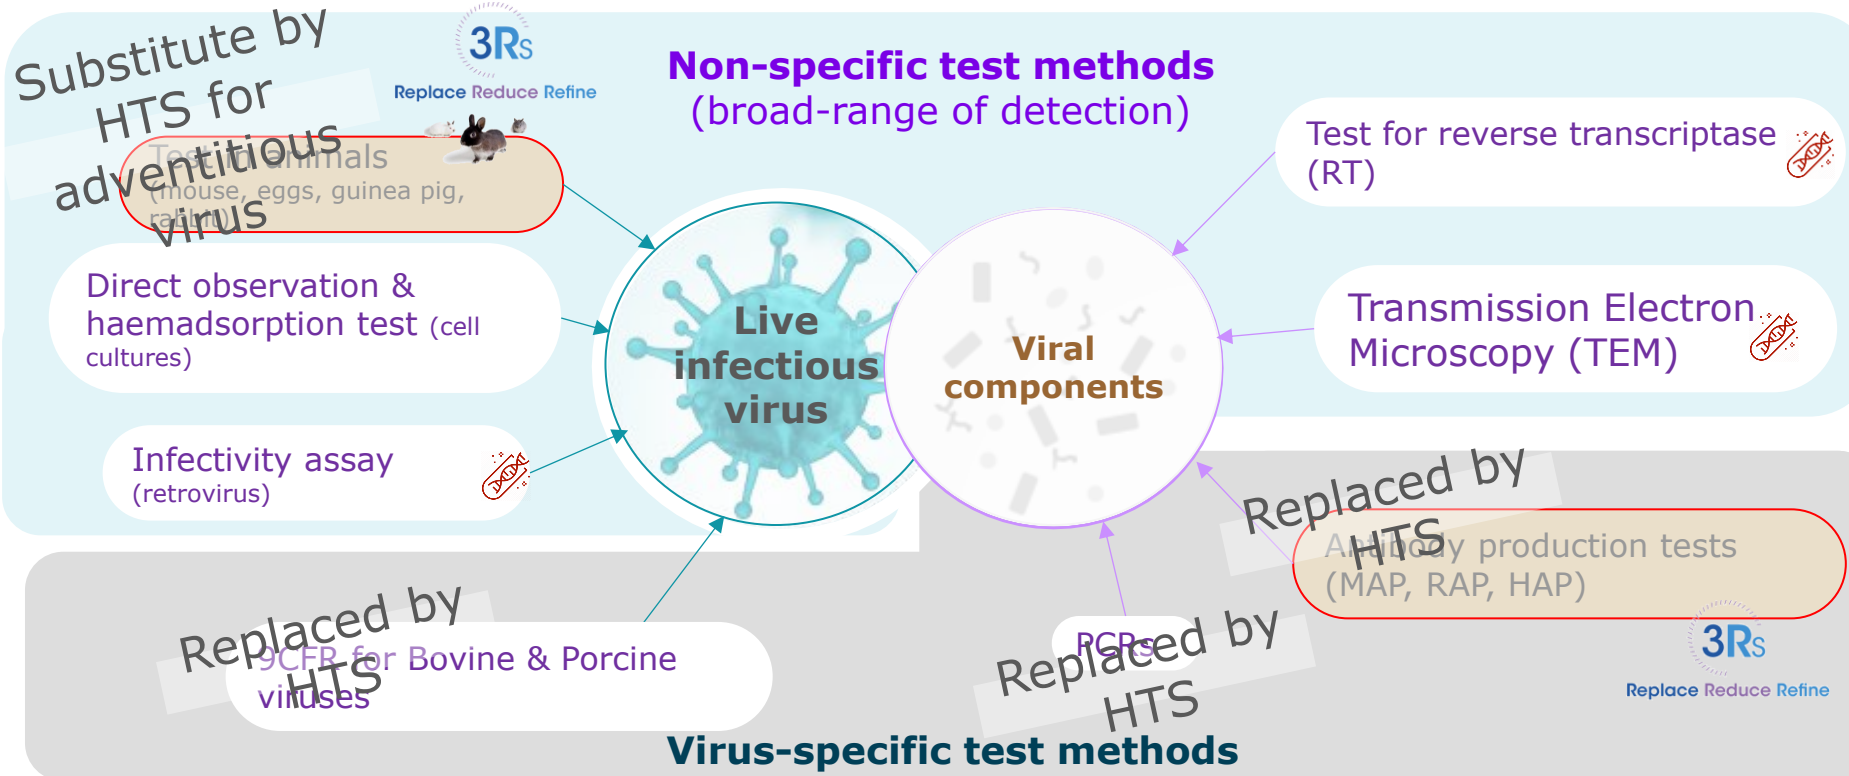 Substitute by
HTS for
adventitious
virus
3Rs
Replace Reduce Refine
Non-specific test methods
(broad-range of detection)
Test in animals
(mouse, eggs, guinea pig,
rabbit)
Direct observation &
haemadsorption test (cell
cultures)
Infectivity assay
(retrovirus)
Live
infectious
virus
Viral
components
Test for reverse transcriptase
(RT)
Transmission Electron
Microscopy (TEM)
Replaced by
HTS
Antibody production tests
(MAP, RAP, HAP)
3Rs
Replace Reduce Refine
Replaced by
HTS
9CFR for Bovine & Porcine
viruses
PCRs
Replaced by
HTS
Virus-specific test methods